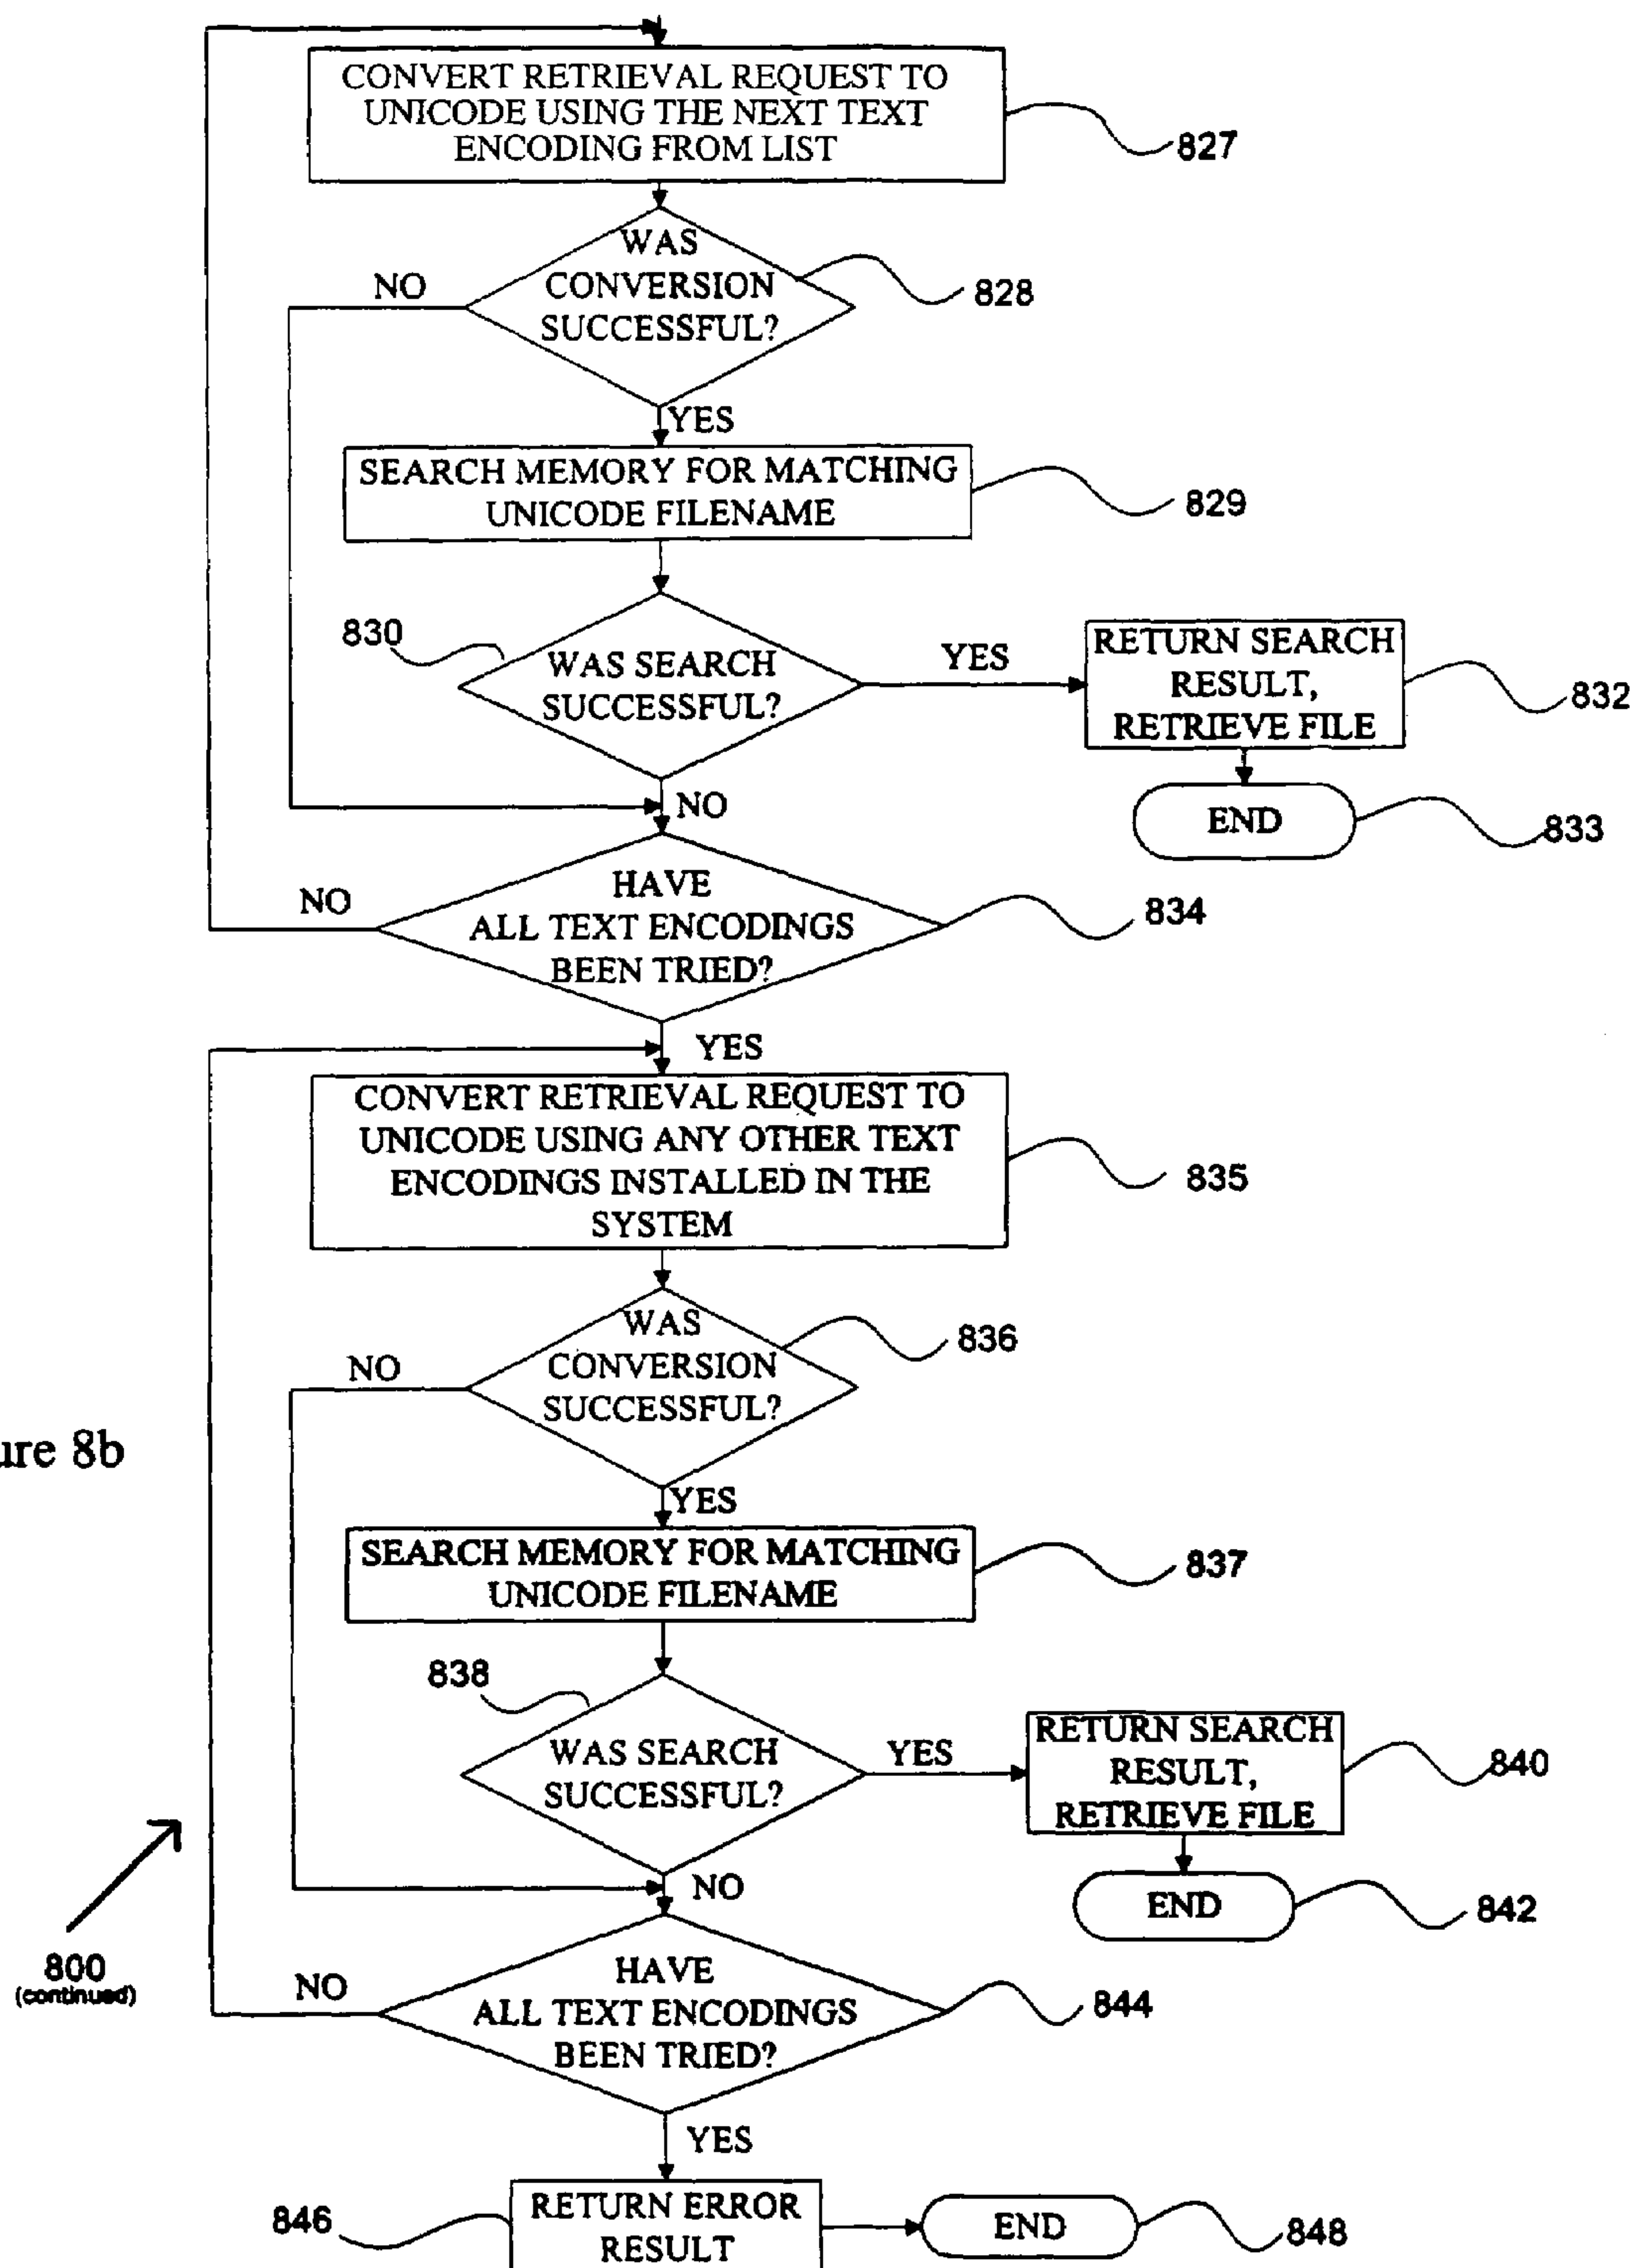 CONVERT RETRIEVAL REQUEST TO
UNICODE USING THE NEXT TEXT
ENCODING FROM LIST
827
WAS
CONVERSION
SUCCESSFUL?
828
NO
YES
SEARCH MEMORY FOR MATCHING
UNICODE FILENAME
829
830
WAS SEARCH
SUCCESSFUL?
YES
RETURN SEARCH
RESULT,
RETRIEVE FILE
832
NO
END
833
HAVE
ALL TEXT ENCODINGS
BEEN TRIED?
NO
834
YES
CONVERT RETRIEVAL REQUEST TO
UNICODE USING ANY OTHER TEXT
ENCODINGS INSTALLED IN THE
SYSTEM
835
WAS
CONVERSION
SUCCESSFUL?
836
NO
ure 8b
YES
SEARCH MEMORY FOR MATCHING
UNICODE FILENAME
837
838
WAS SEARCH
SUCCESSFUL?
YES
RETURN SEARCH
RESULT,
RETRIEVE FILE
840
NO
END
842
800
(continued)
HAVE
ALL TEXT ENCODINGS
BEEN TRIED?
NO
844
YES
846
RETURN ERROR
RESULT
END
848